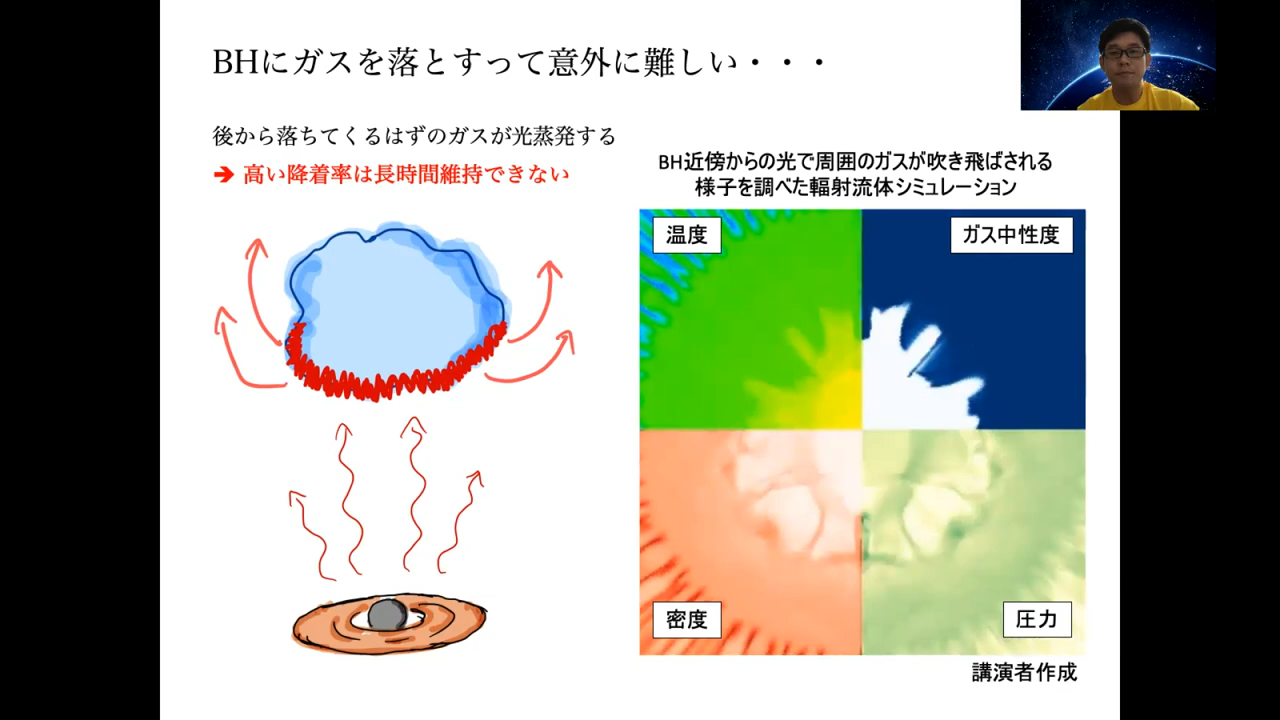 BHにガスを落とすって意外に難しい・・・
後から落ちてくるはずのガスが光蒸発する
➔ 高い降着率は長時間維持できない
BH近傍からの光で周囲のガスが吹き飛ばされる
様子を調べた輻射流体シミュレーション
温度
ガス中性度
密度
圧力
講演者作成